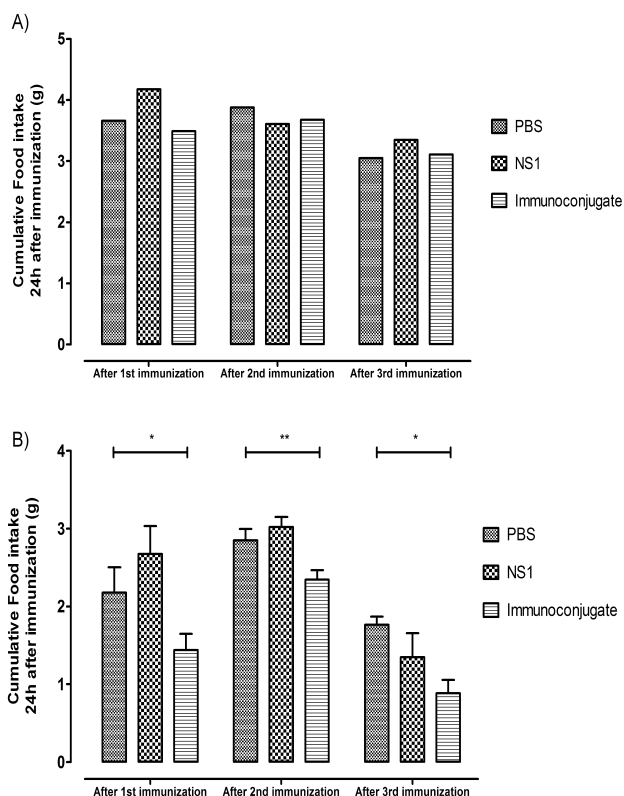 A)
Cumulative Food intake
24h after immunization (g)
5
4
3
2
1
0
PBS
NS1
Immunoconjugate
After 1st immunization After 2nd immunization After 3rd immunization
B)
Cumulative Food intake
24h after immunization (g)
4
3
2
1
0
* ** *
PBS
NS1
Immunoconjugate
After 1st immunization After 2nd immunization After 3rd immunization